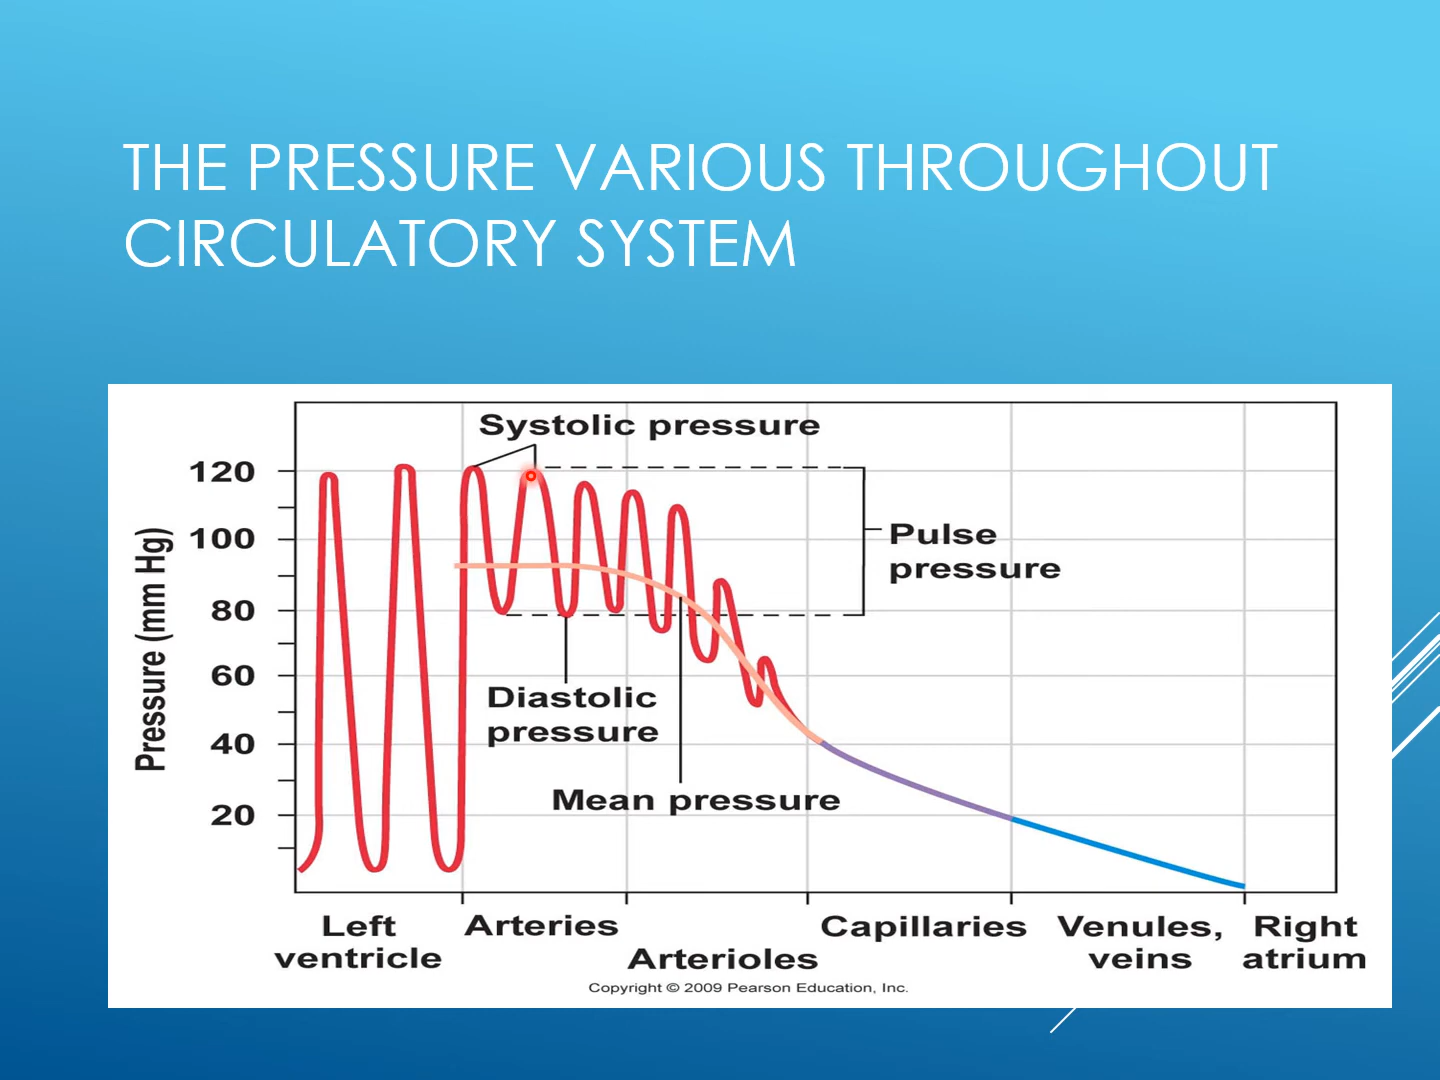 THE PRESSURE VARIOUS THROUGHOUT
CIRCULATORY SYSTEM
Systolic pressure
120
100
80
60
40
20
Pressure (mm Hg)
Pulse
pressure
Diastolic
pressure
Mean pressure
Left
ventricle
Arteries
Arterioles
Capillaries
Venules,
veins
Right
atrium
Copyright © 2009 Pearson Education, Inc.